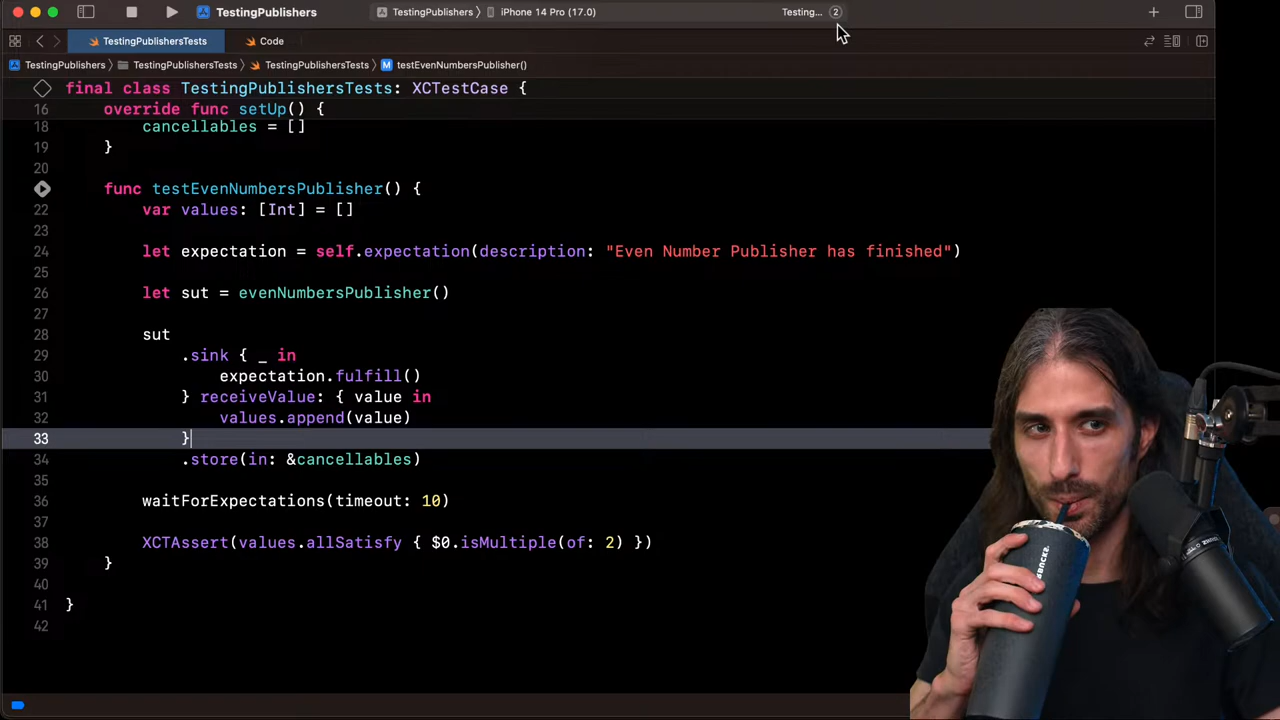 TestingPublishers
TestingPublishers
iPhone 14 Pro (17.0)
Testing...
2
TestingPublishersTests
Code
TestingPublishers
TestingPublishersTests
TestingPublishersTests
M
testEvenNumbersPublisher()
final class TestingPublishersTests: XCTestCase {
16 override func setUp() {
18 cancellables = []
19 }
20
func testEvenNumbersPublisher() {
22 var values: [Int] = []
23
24 let expectation = self.expectation(description: "Even Number Publisher has finished")
25
26 let sut = evenNumbersPublisher()
27
28 sut
29 .sink { _ in
30 expectation.fulfill()
31 } receiveValue: { value in
32 values.append(value)
33 }
34 .store(in: &cancellables)
35
36 waitForExpectations(timeout: 10)
37
38 XCTAssert(values.allSatisfy { $0.isMultiple(of: 2) })
39 }
40
41 }
42
STARBUCKS